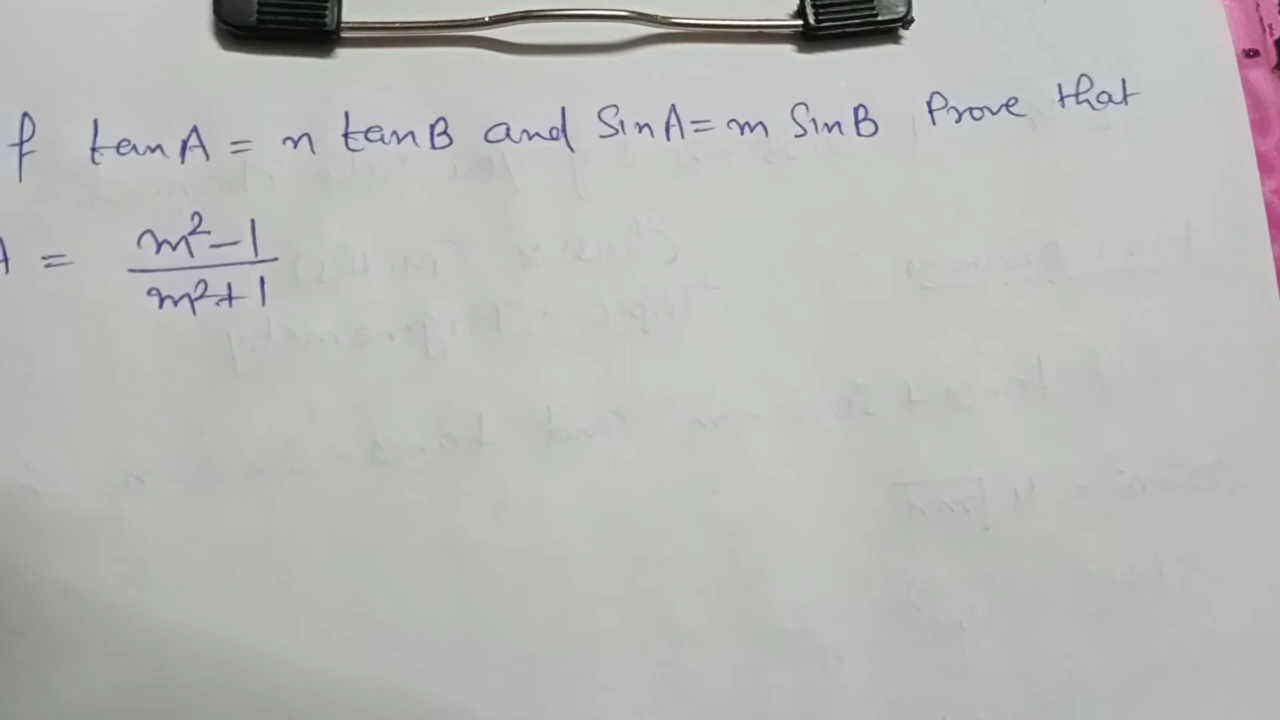 f tan A = n tan B and Sin A = m Sin B Prove that
A = m²-1 / m²+1